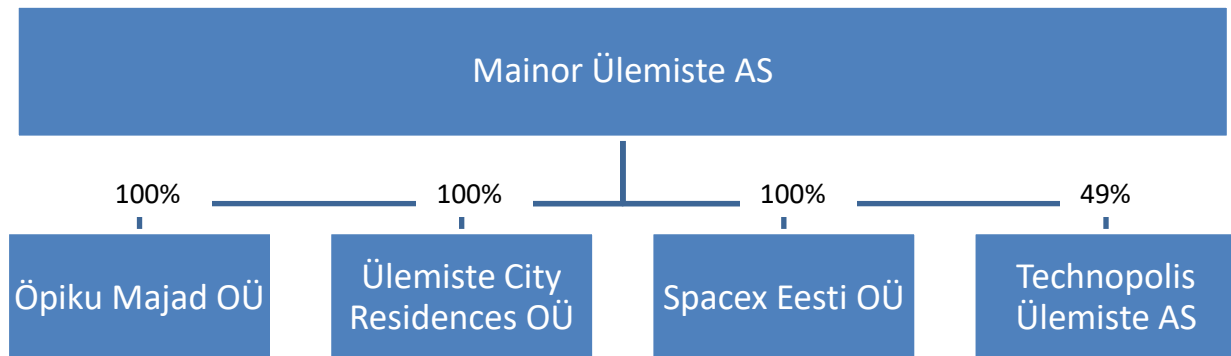 Mainor Ülemiste AS
100%
100%
100%
49%
Öpiku Majad OÜ
Ülemiste City
Residences OÜ
Spacex Eesti OÜ
Technopolis
Ülemiste AS